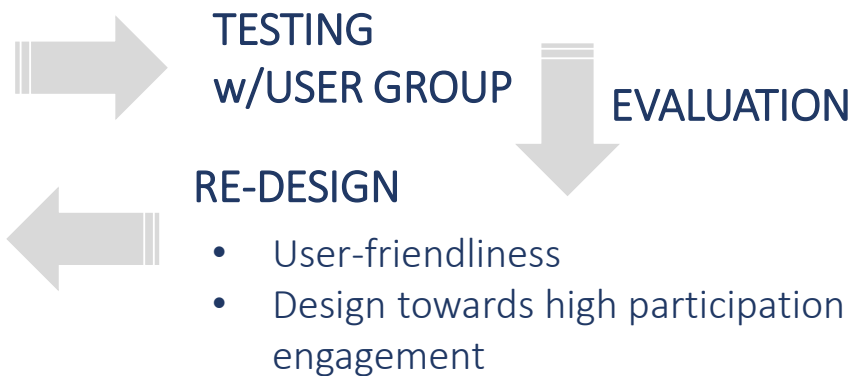 TESTING
w/USER GROUP
EVALUATION
RE-DESIGN
• User-friendliness
• Design towards high participation
engagement